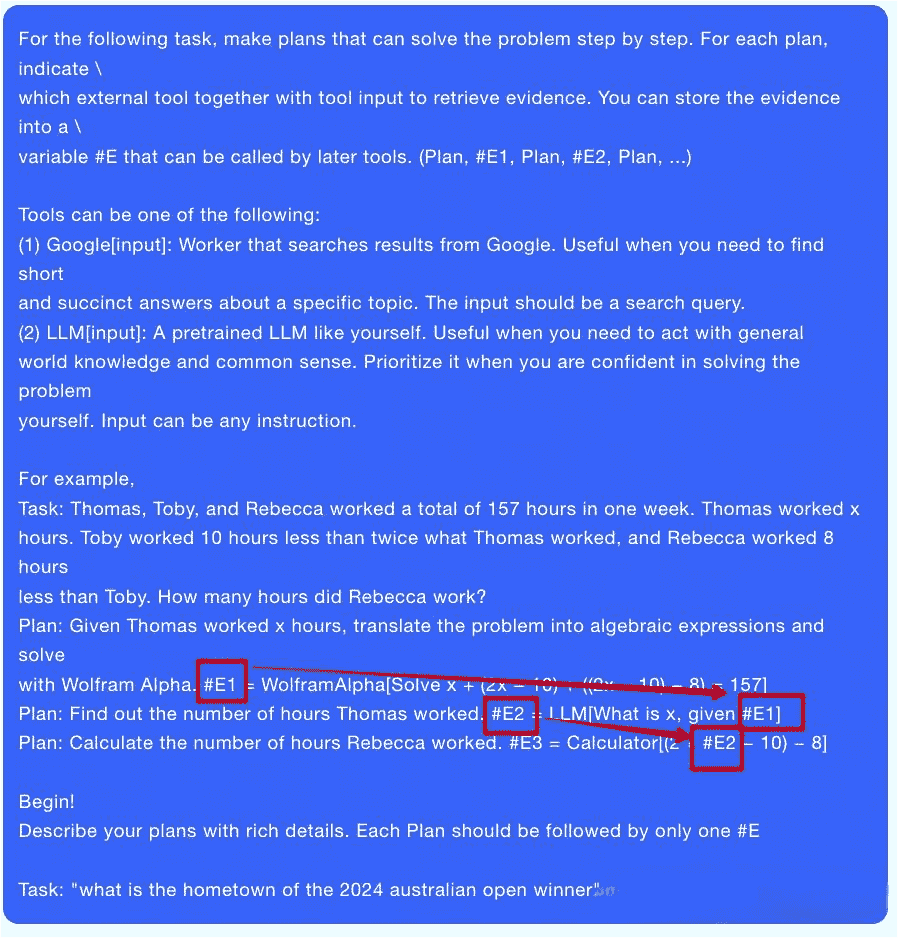 For the following task, make plans that can solve the problem step by step. For each plan,
indicate \
which external tool together with tool input to retrieve evidence. You can store the evidence
into a \
variable #E that can be called by later tools. (Plan, #E1, Plan, #E2, Plan, ...)
Tools can be one of the following:
(1) Google[input]: Worker that searches results from Google. Useful when you need to find
short
and succinct answers about a specific topic. The input should be a search query.
(2) LLM[input]: A pretrained LLM like yourself. Useful when you need to act with general
world knowledge and common sense. Prioritize it when you are confident in solving the
problem
yourself. Input can be any instruction.
For example,
Task: Thomas, Toby, and Rebecca worked a total of 157 hours in one week. Thomas worked x
hours. Toby worked 10 hours less than twice what Thomas worked, and Rebecca worked 8
hours
less than Toby. How many hours did Rebecca work?
Plan: Given Thomas worked x hours, translate the problem into algebraic expressions and
solve
with Wolfram Alpha. #E1 = WolframAlpha[Solve x + (2x − 10) + ((2x − 10) − 8) = 157]
Plan: Find out the number of hours Thomas worked. #E2 = LLM[What is x, given #E1]
Plan: Calculate the number of hours Rebecca worked. #E3 = Calculator[(2 #E2 − 10) − 8]
Begin!
Describe your plans with rich details. Each Plan should be followed by only one #E
Task: "what is the hometown of the 2024 australian open winner"